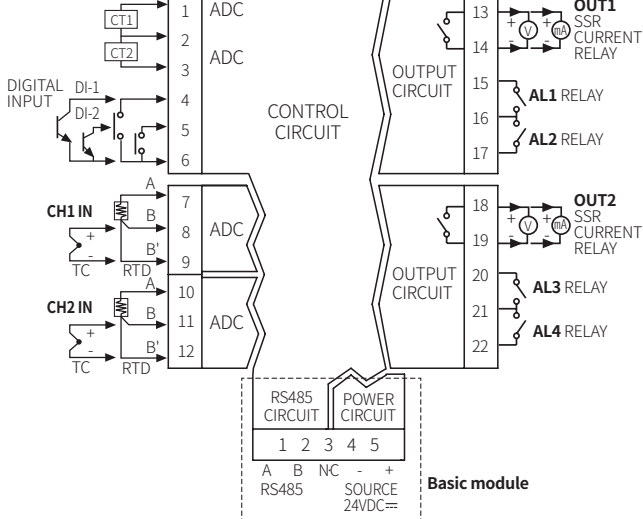 CT1
CT2
1
2
3
ADC
ADC
DIGITAL
INPUT
DI-1
DI-2
4
5
6
CONTROL
CIRCUIT
OUTPUT
CIRCUIT
13
14
15
16
17
+
-
V
+
-
mA
OUT1
SSR
CURRENT
RELAY
AL1 RELAY
AL2 RELAY
CH1 IN
+
-
TC
RTD
A
B
B'
7
8
9
ADC
CH2 IN
+
-
TC
RTD
A
B
B'
10
11
12
ADC
OUTPUT
CIRCUIT
18
19
20
21
22
+
-
V
+
-
mA
OUT2
SSR
CURRENT
RELAY
AL3 RELAY
AL4 RELAY
RS485
CIRCUIT
POWER
CIRCUIT
1 2 3 4 5
A B N·C - +
RS485
SOURCE
24VDC⎓
Basic module